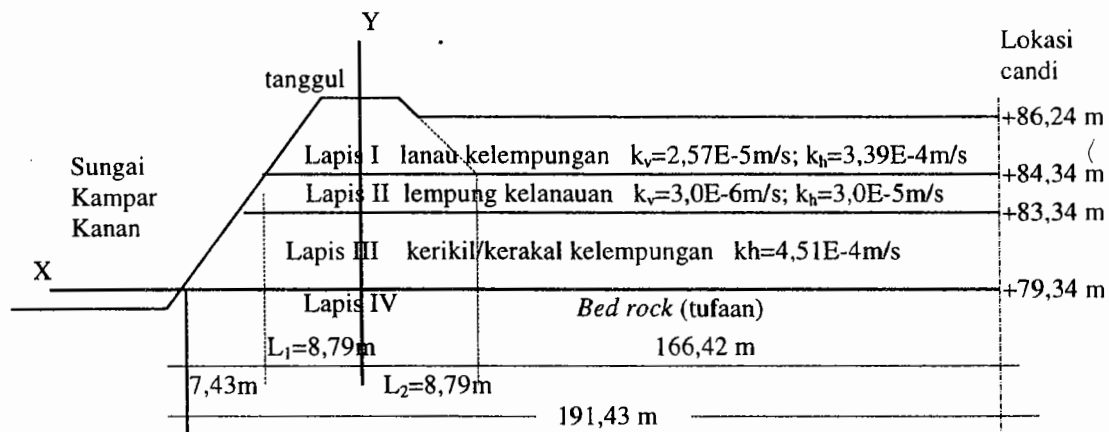 Y
Lokasi
candi
tanggul
+86,24 m
Sungai
Kampar
Kanan
Lapis I lanau kelempungan kv=2,57E-5m/s; kh=3,39E-4m/s
+84,34 m
Lapis II lempung kelanauan kv=3,0E-6m/s; kh=3,0E-5m/s
+83,34 m
Lapis III kerikil/kerakal kelempungan kh=4,51E-4m/s
X
+79,34 m
Lapis IV Bed rock (tufaan)
L1=8,79m 166,42 m
7,43m L2=8,79m
191,43 m